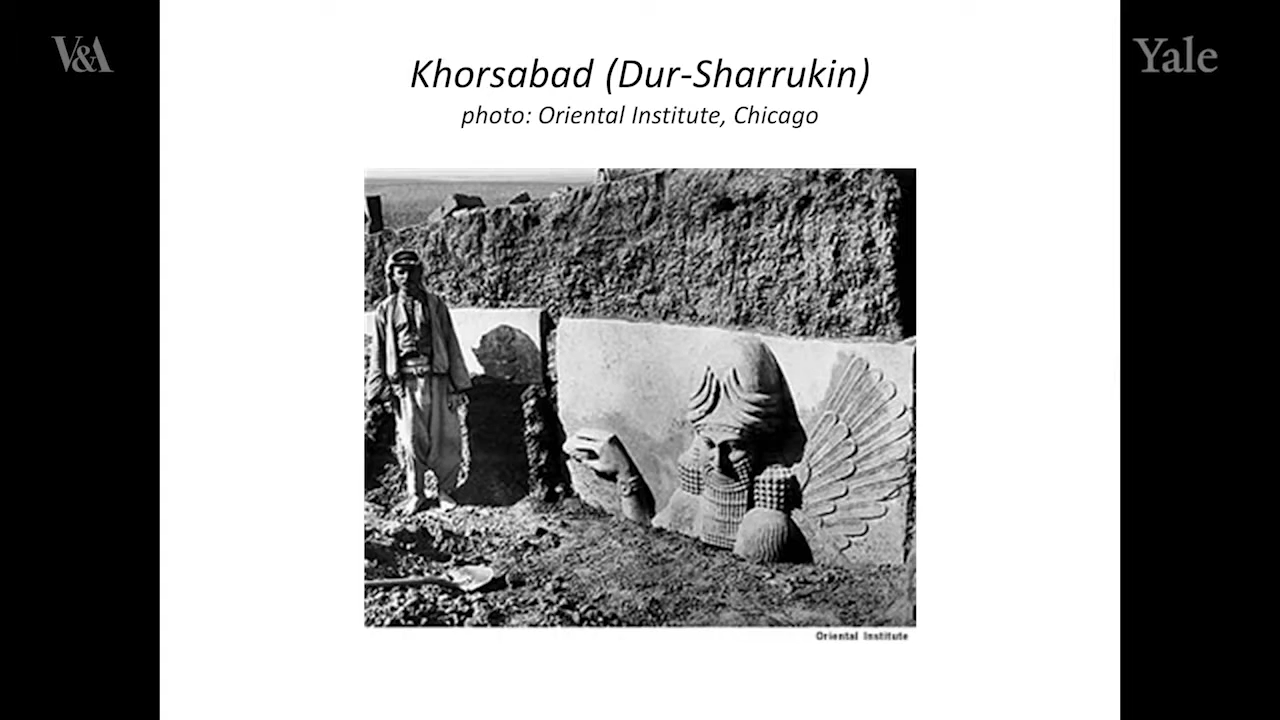 V&A
Yale
Khorsabad (Dur-Sharrukin)
photo: Oriental Institute, Chicago
Oriental Institute